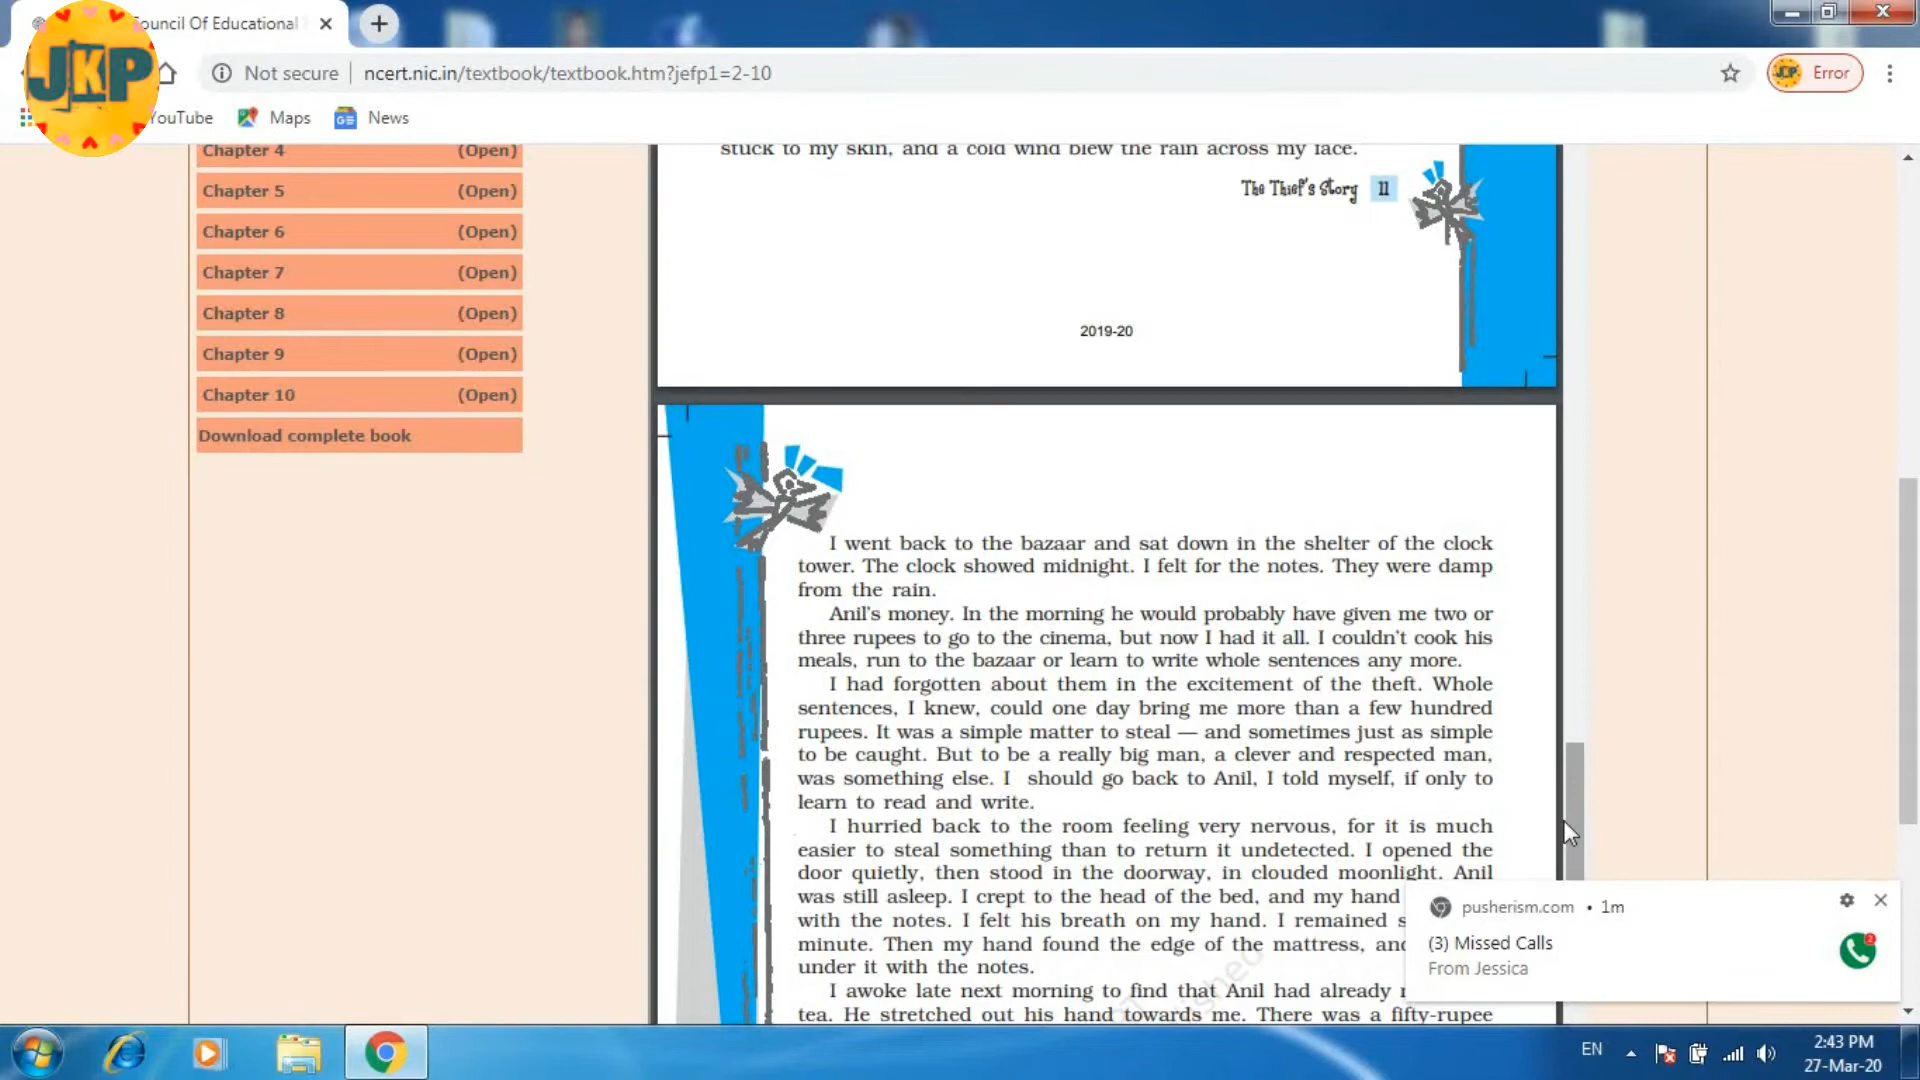 ouncil Of Educational
JKP
Not secure
ncert.nic.in/textbook/textbook.htm?jefp1=2-10
Error
YouTube
Maps
News
Chapter 4 (Open)
Chapter 5 (Open)
Chapter 6 (Open)
Chapter 7 (Open)
Chapter 8 (Open)
Chapter 9 (Open)
Chapter 10 (Open)
Download complete book
stuck to my skin, and a cold wind blew the rain across my face.
The Thief's Story 11
2019-20
I went back to the bazaar and sat down in the shelter of the clock
tower. The clock showed midnight. I felt for the notes. They were damp
from the rain.
Anil's money. In the morning he would probably have given me two or
three rupees to go to the cinema, but now I had it all. I couldn't cook his
meals, run to the bazaar or learn to write whole sentences any more.
I had forgotten about them in the excitement of the theft. Whole
sentences, I knew, could one day bring me more than a few hundred
rupees. It was a simple matter to steal — and sometimes just as simple
to be caught. But to be a really big man, a clever and respected man,
was something else. I should go back to Anil, I told myself, if only to
learn to read and write.
I hurried back to the room feeling very nervous, for it is much
easier to steal something than to return it undetected. I opened the
door quietly, then stood in the doorway, in clouded moonlight. Anil
was still asleep. I crept to the head of the bed, and my hand
with the notes. I felt his breath on my hand. I remained
minute. Then my hand found the edge of the mattress, and
under it with the notes.
I awoke late next morning to find that Anil had already
tea. He stretched out his hand towards me. There was a fifty-rupee
pusherism.com • 1m
(3) Missed Calls
From Jessica
EN
2:43 PM
27-Mar-20